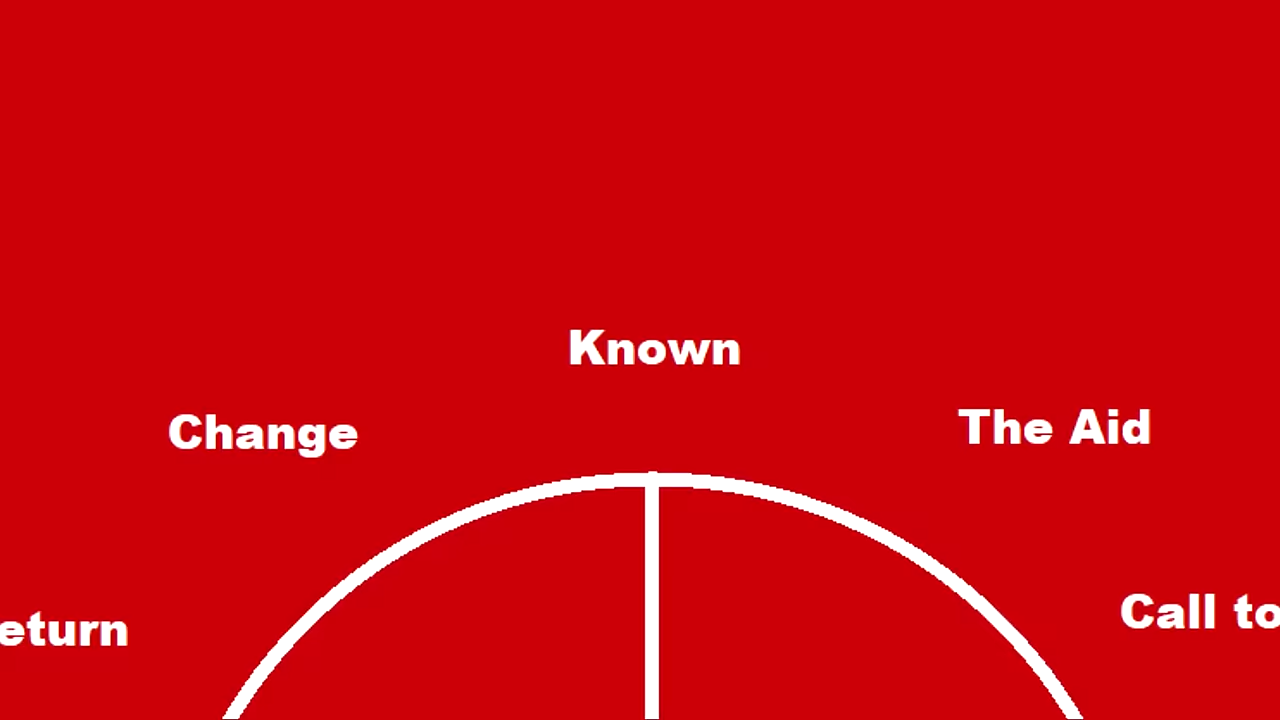 Known
Change
The Aid
Call to
eturn